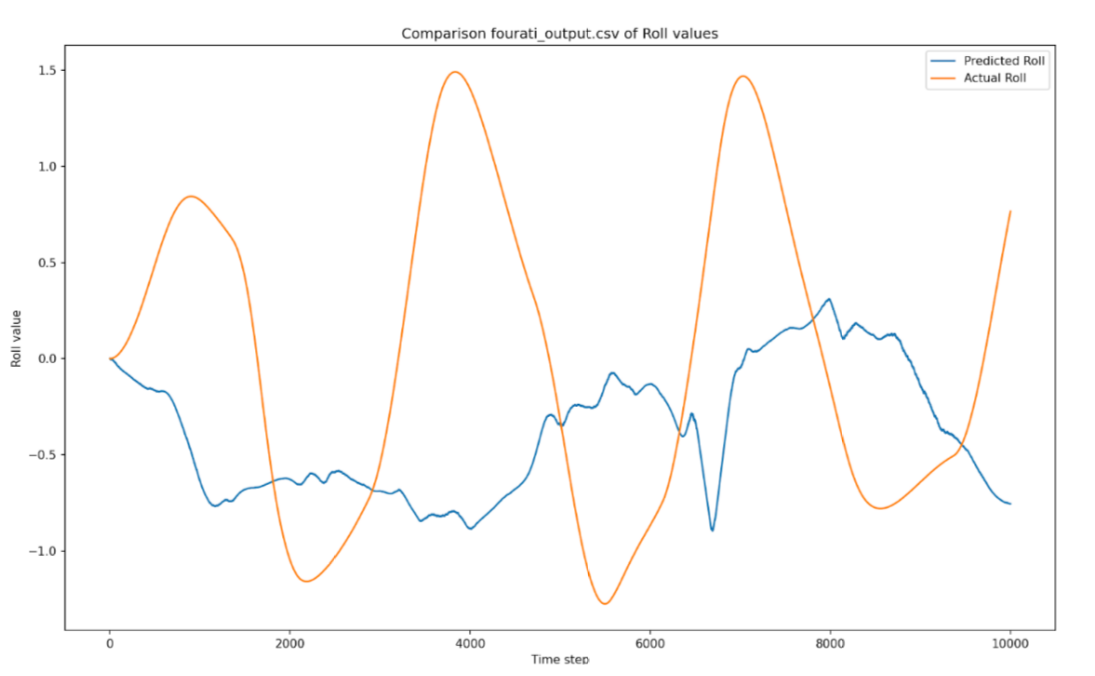 Comparison fourati_output.csv of Roll values
Predicted Roll
Actual Roll
1.5
1.0
0.5
0.0
−0.5
−1.0
Roll value
0
2000
4000
6000
8000
10000
Time step